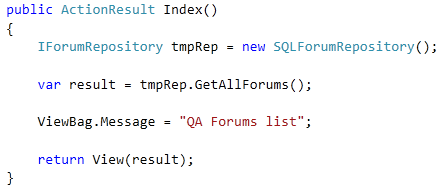 public ActionResult Index()
{
    IForumRepository tmpRep = new SQLForumRepository();
    var result = tmpRep.GetAllForums();
    ViewBag.Message = "QA Forums list";
    return View(result);
}